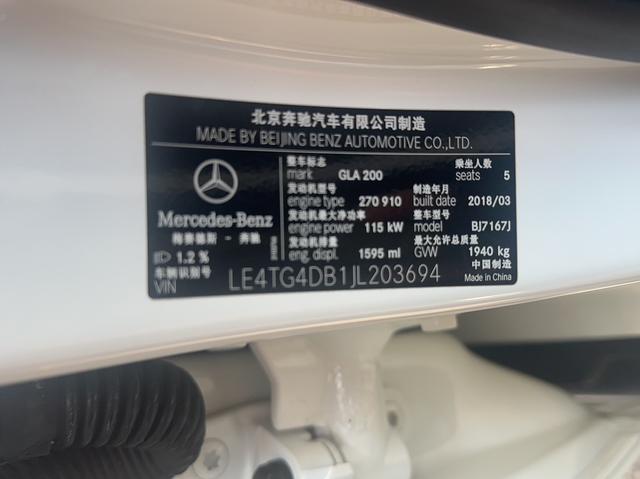 北京奔驰汽车有限公司制造
MADE BY BEIJING BENZ AUTOMOTIVE CO.,LTD.
整车标志 乘坐人数
mark GLA 200 seats 5
发动机型号 制造年月
engine type 270 910 built date 2018/03
发动机最大净功率 整车型号
engine power 115 kW model BJ7167J
发动机排量 最大允许总质量
eng. displ. 1595 ml GVW 1940 kg
Mercedes-Benz
梅赛德斯 - 奔驰
1.2 %
车辆识别号
VIN LE4TG4DB1JL203694
中国制造
Made in China